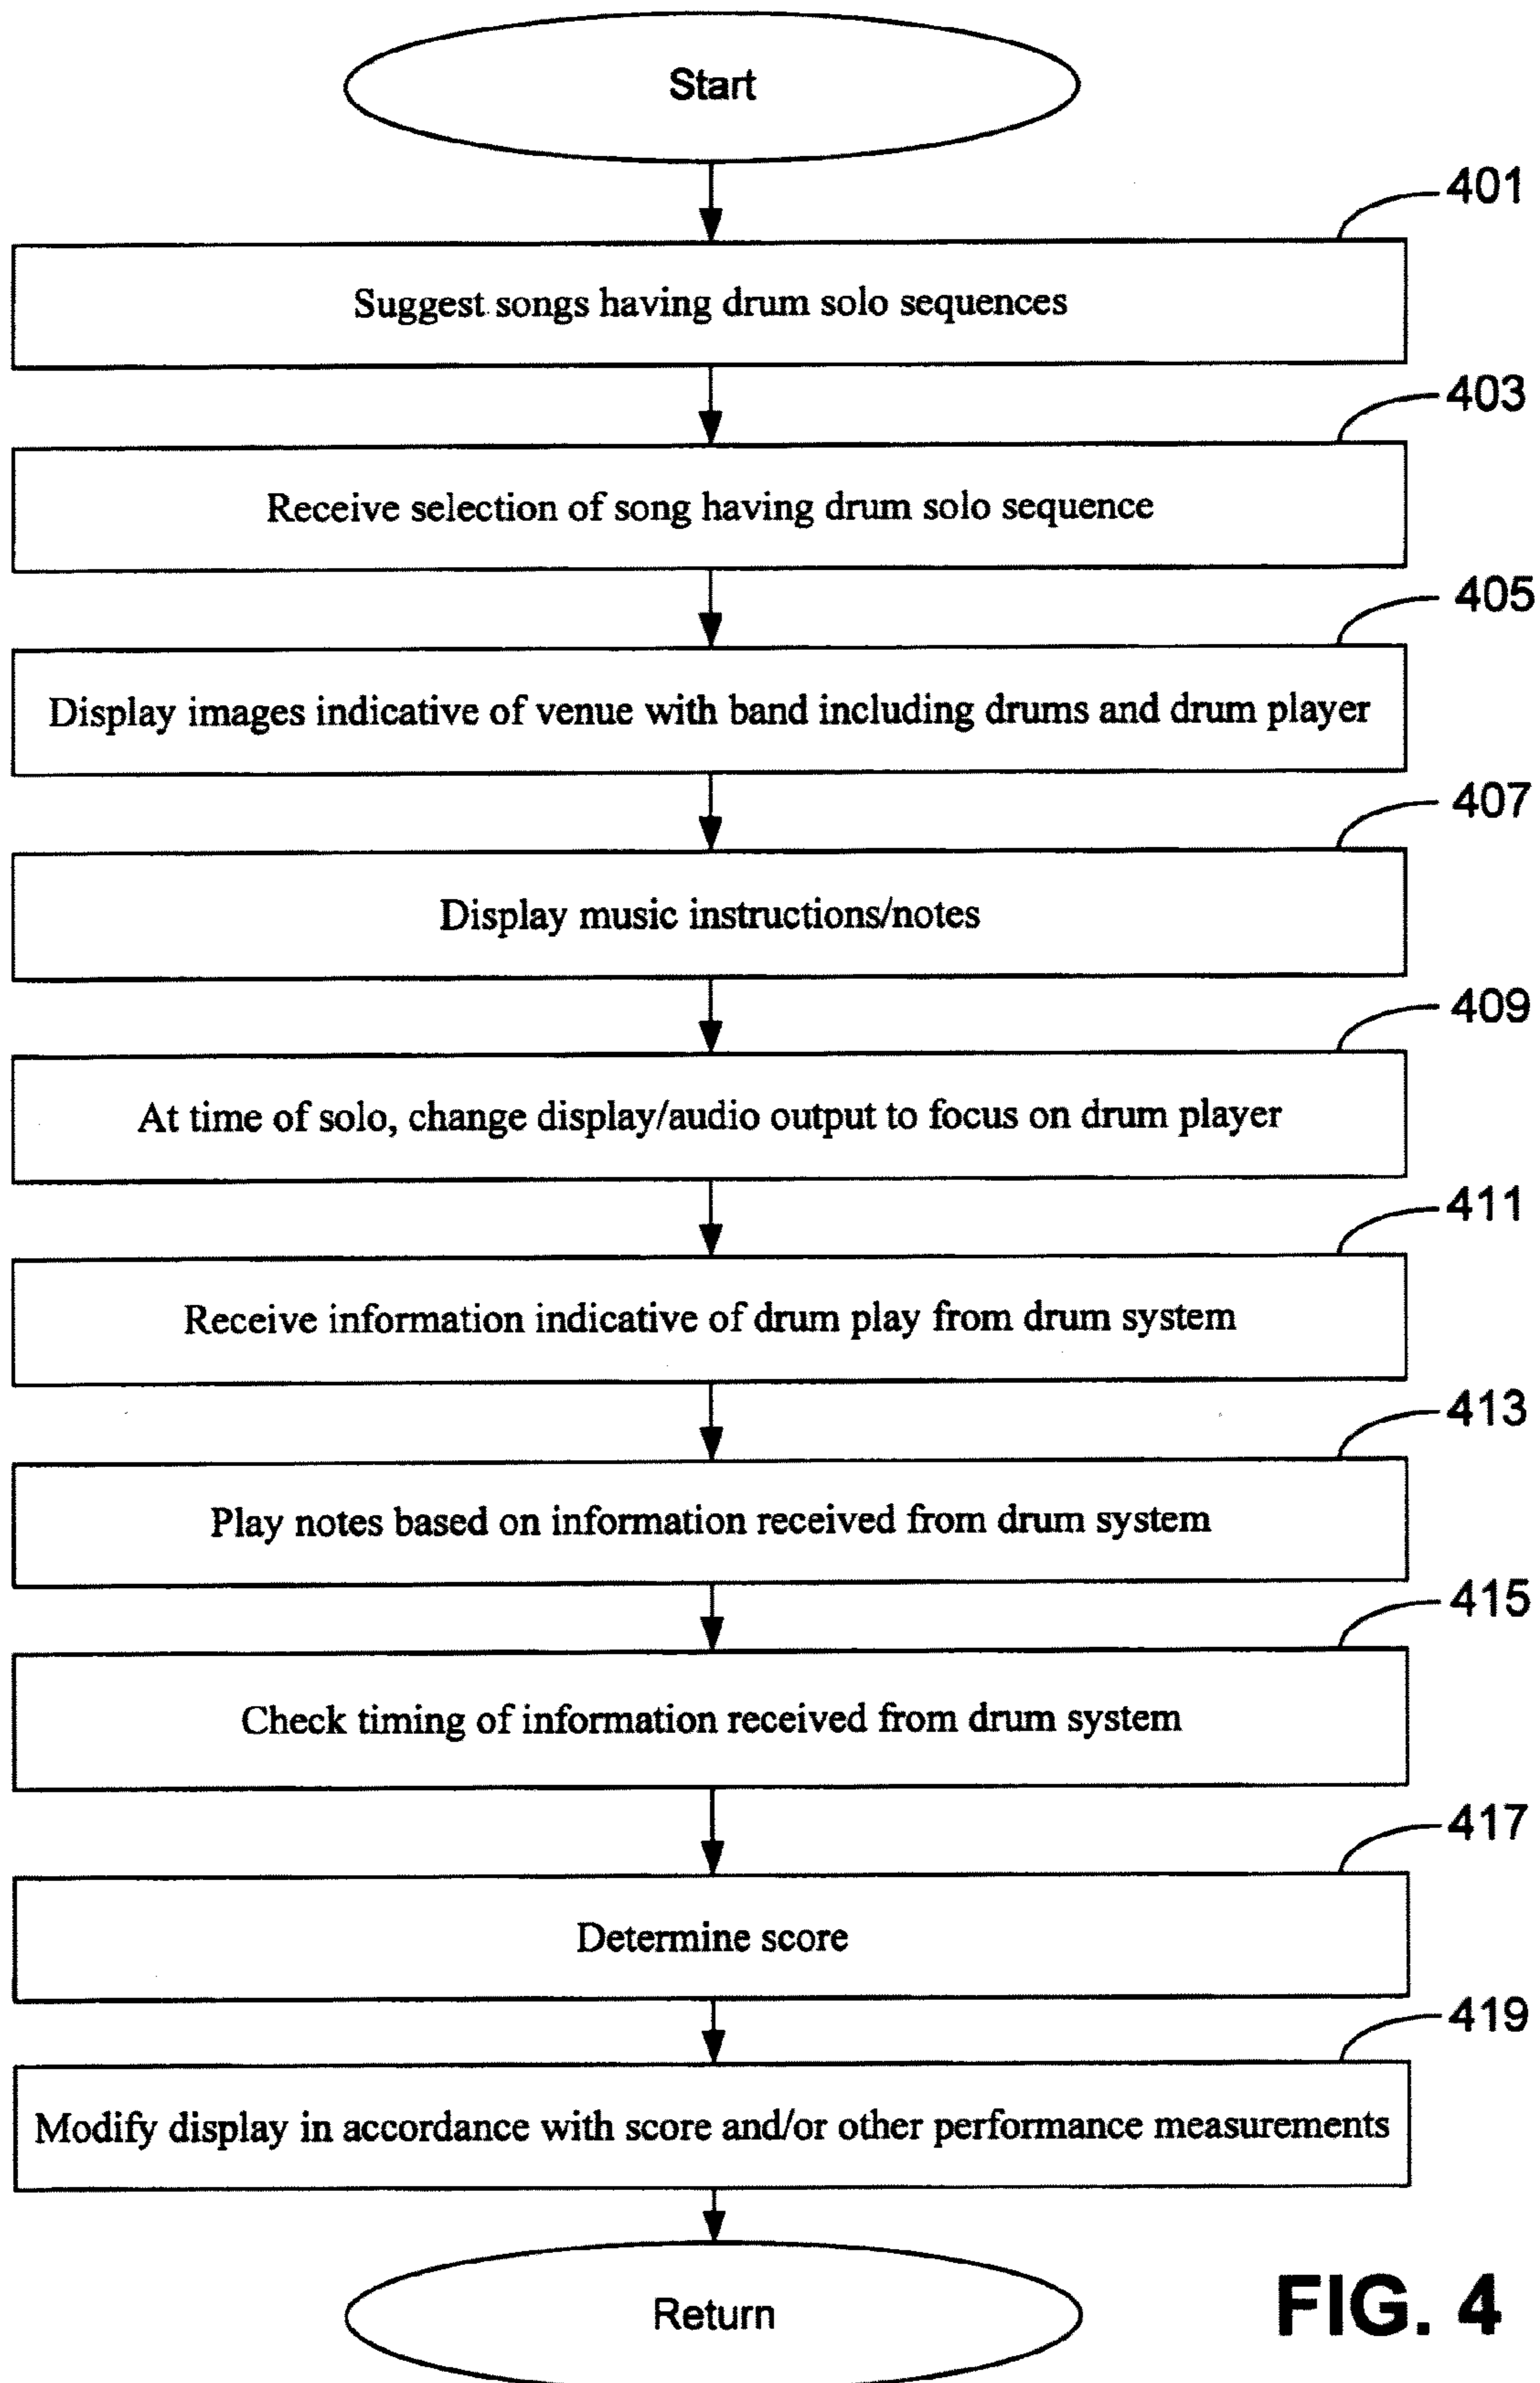 Start
401
Suggest songs having drum solo sequences
403
Receive selection of song having drum solo sequence
405
Display images indicative of venue with band including drums and drum player
407
Display music instructions/notes
409
At time of solo, change display/audio output to focus on drum player
411
Receive information indicative of drum play from drum system
413
Play notes based on information received from drum system
415
Check timing of information received from drum system
417
Determine score
419
Modify display in accordance with score and/or other performance measurements
Return
FIG. 4